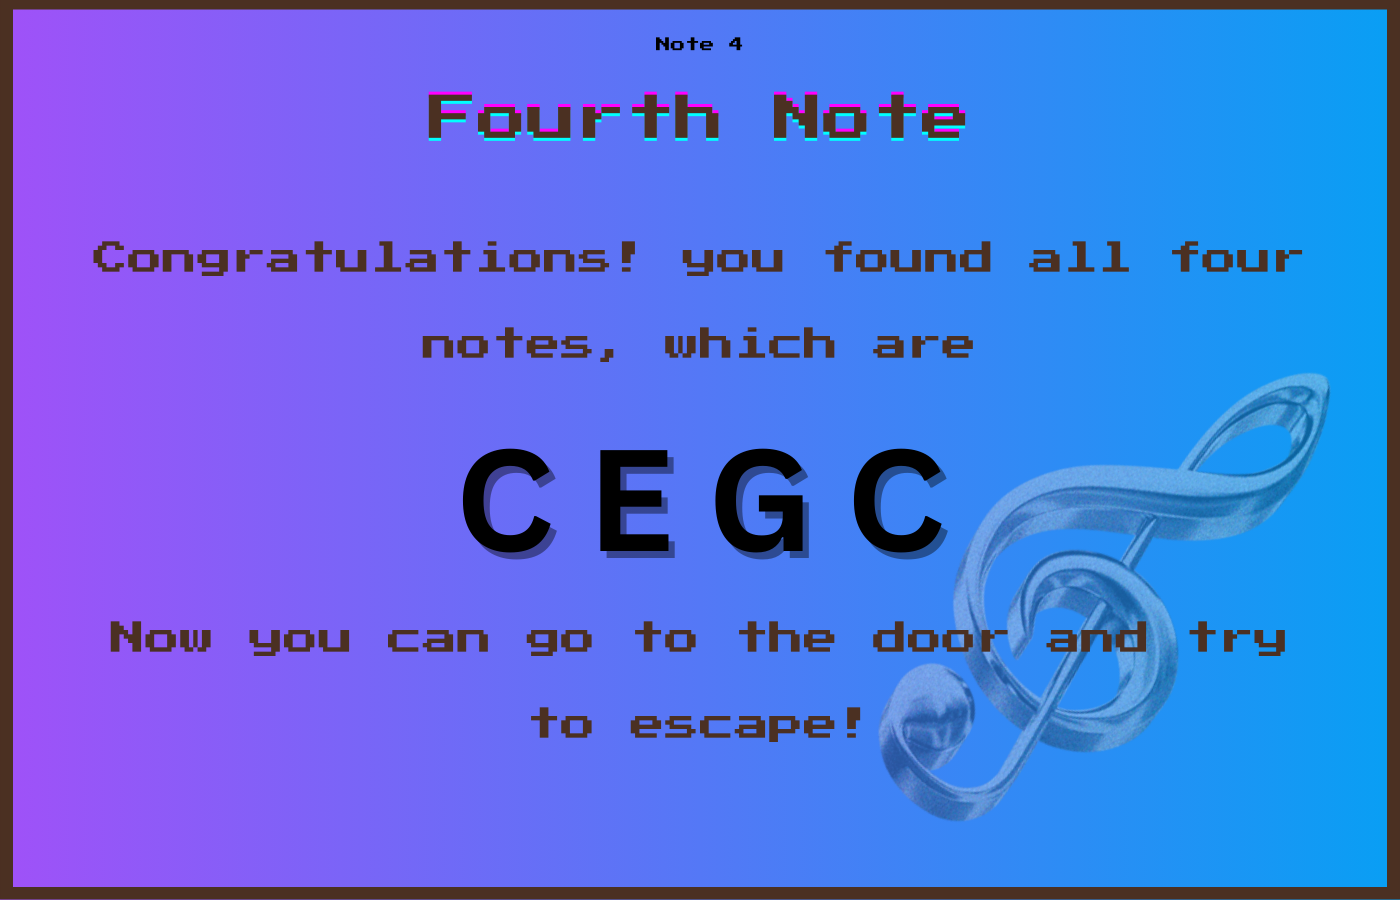 Note 4
Fourth Note
Congratulations! you found all four
notes, which are
C E G C
Now you can go to the door and try
to escape!